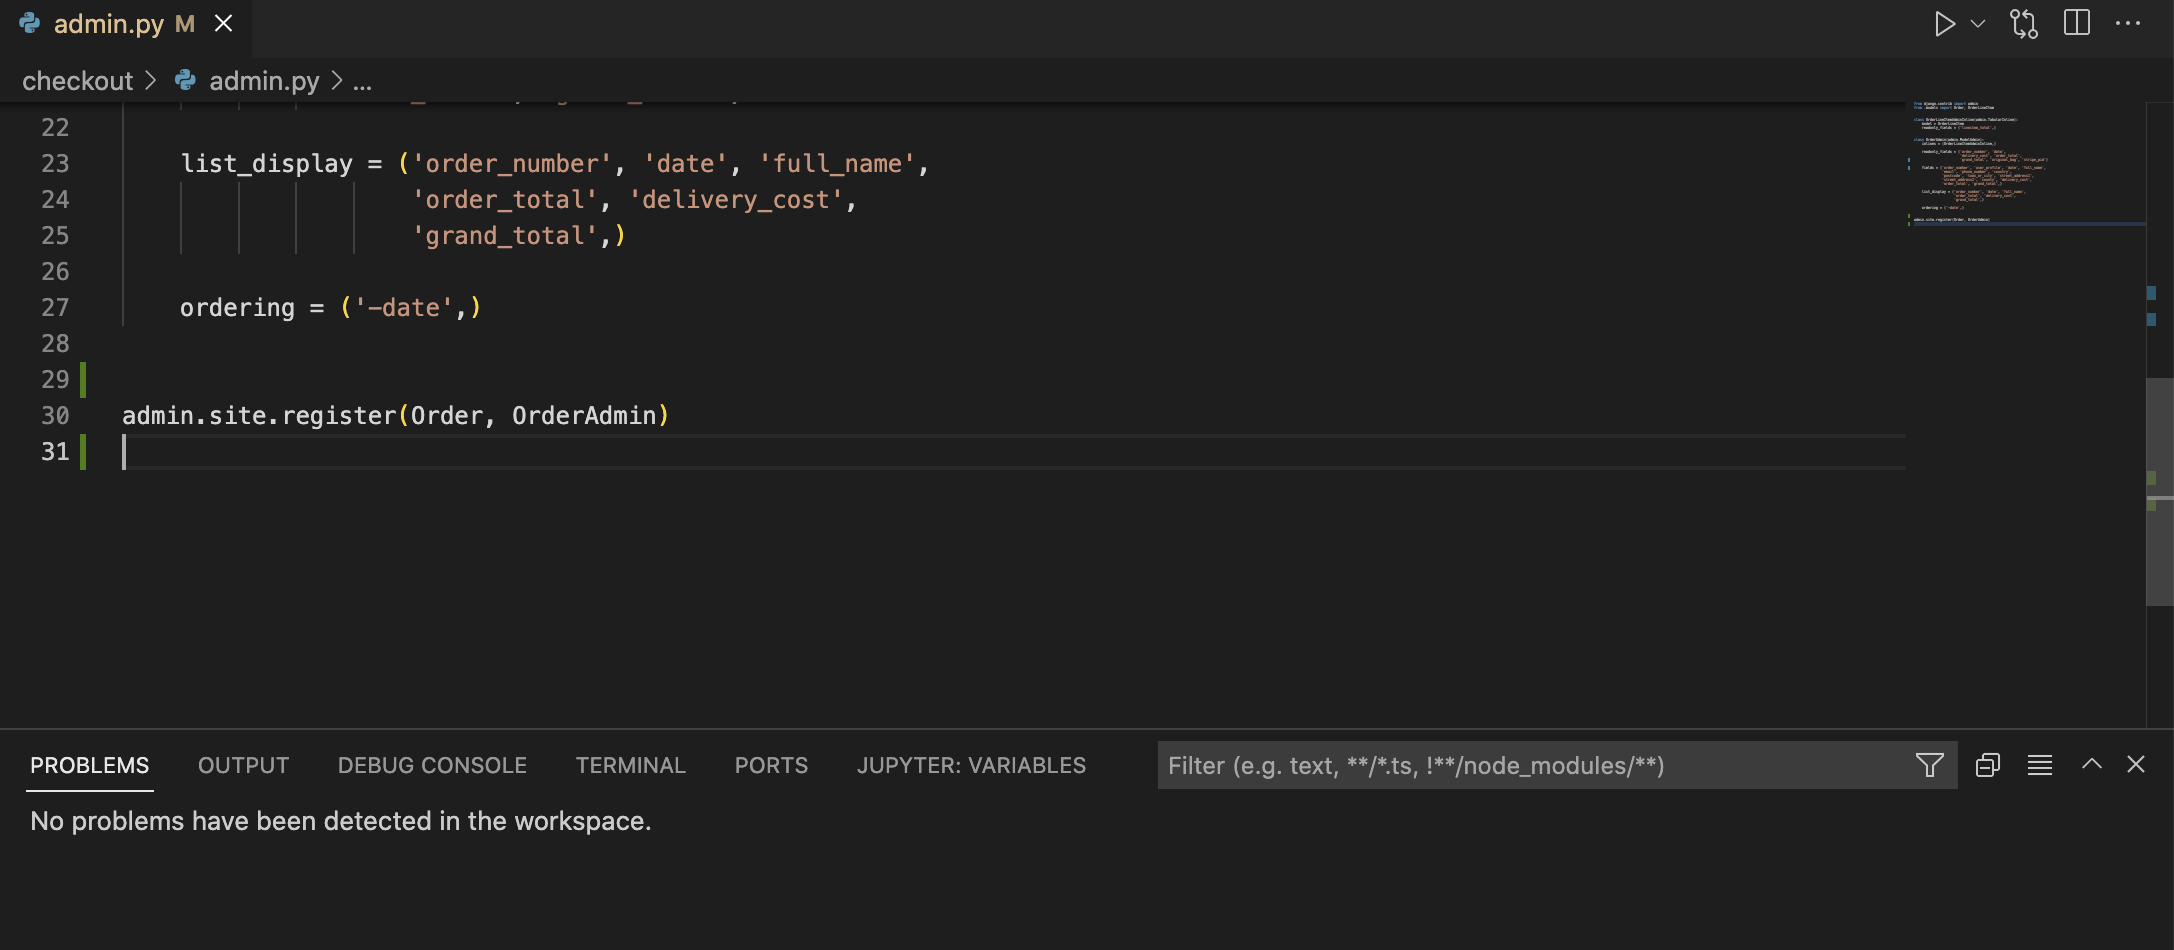 admin.py M
checkout > admin.py > ...
22
23 list_display = ('order_number', 'date', 'full_name',
24 'order_total', 'delivery_cost',
25 'grand_total',)
26
27 ordering = ('-date',)
28
29
30 admin.site.register(Order, OrderAdmin)
31
PROBLEMS OUTPUT DEBUG CONSOLE TERMINAL PORTS JUPYTER: VARIABLES Filter (e.g. text, **/*.ts, !**/node_modules/**)
No problems have been detected in the workspace.